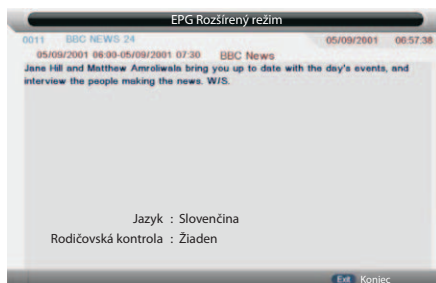 EPG Rozšírený režim
0011 BBC NEWS 24 05/09/2001 06:57:38
05/09/2001 06:00-05/09/2001 07:30 BBC News
Jane Hill and Matthew Amroliwala bring you up to date with the day's events, and
interview the people making the news. W/S.
Jazyk : Slovenčina
Rodičovská kontrola : Žiaden
Exit Koniec